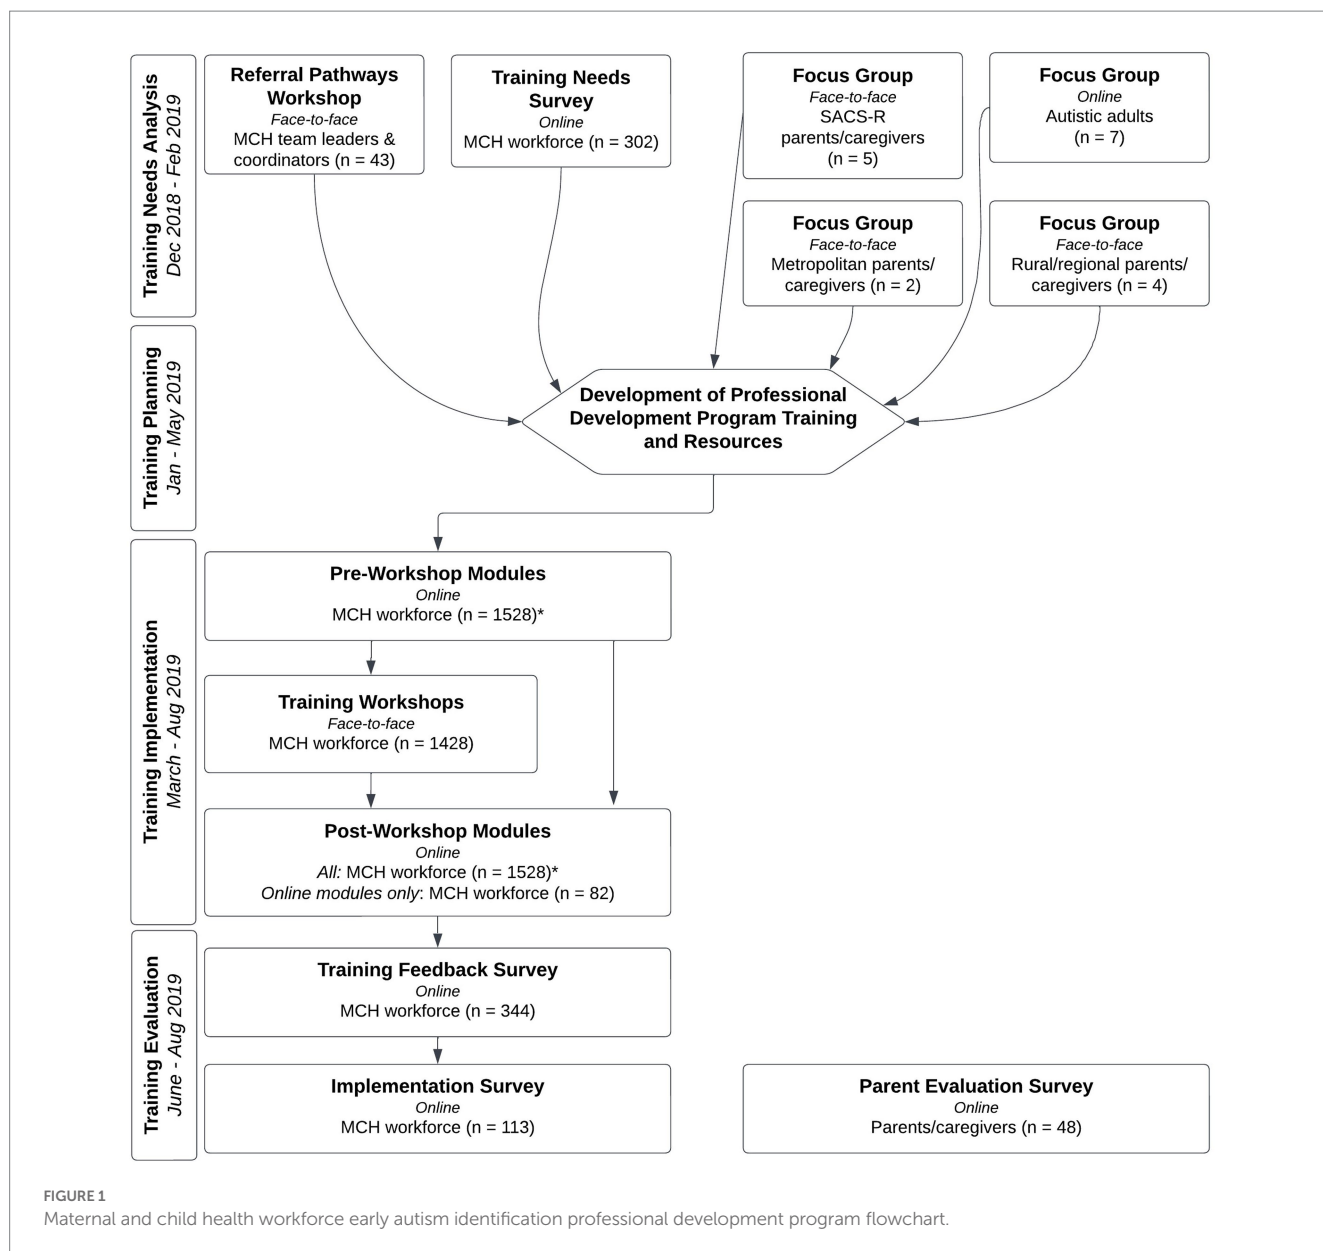 Training Needs Analysis
Dec 2018 - Feb 2019
Referral Pathways
Workshop
Face-to-face
MCH team leaders &
coordinators (n = 43)
Training Needs
Survey
Online
MCH workforce (n = 302)
Focus Group
Face-to-face
SACS-R
parents/caregivers
(n = 5)
Focus Group
Online
Autistic adults
(n = 7)
Focus Group
Face-to-face
Metropolitan parents/
caregivers (n = 2)
Focus Group
Face-to-face
Rural/regional parents/
caregivers (n = 4)
Training Planning
Jan - May 2019
Development of Professional
Development Program Training
and Resources
Training Implementation
March - Aug 2019
Pre-Workshop Modules
Online
MCH workforce (n = 1528)*
Training Workshops
Face-to-face
MCH workforce (n = 1428)
Post-Workshop Modules
Online
All: MCH workforce (n = 1528)*
Online modules only: MCH workforce (n = 82)
Training Evaluation
June - Aug 2019
Training Feedback Survey
Online
MCH workforce (n = 344)
Implementation Survey
Online
MCH workforce (n = 113)
Parent Evaluation Survey
Online
Parents/caregivers (n = 48)
FIGURE 1
Maternal and child health workforce early autism identification professional development program flowchart.